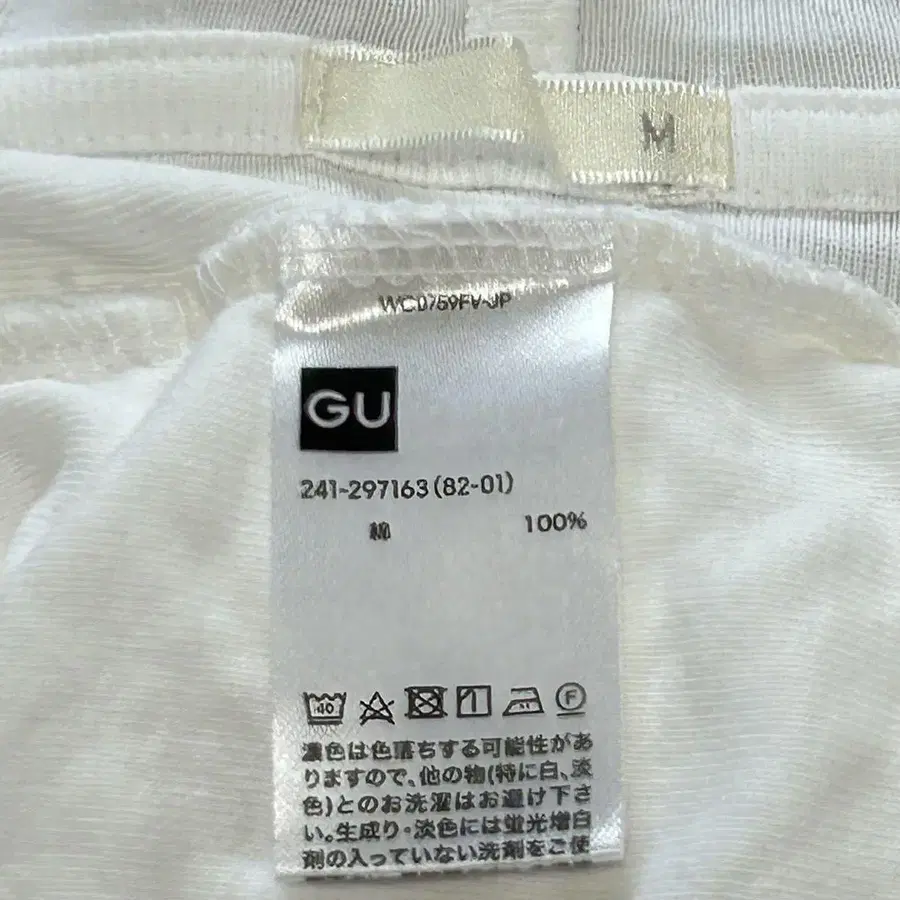 M
WC0759FV-JP
GU
241-297163(82-01)
綿 100%
40
F
濃色は色落ちする可能性があ
りますので、他の物(特に白、淡
色)とのお洗濯はお避け下さ
い。生成り・淡色には蛍光増白
剤の入っていない洗剤をご使